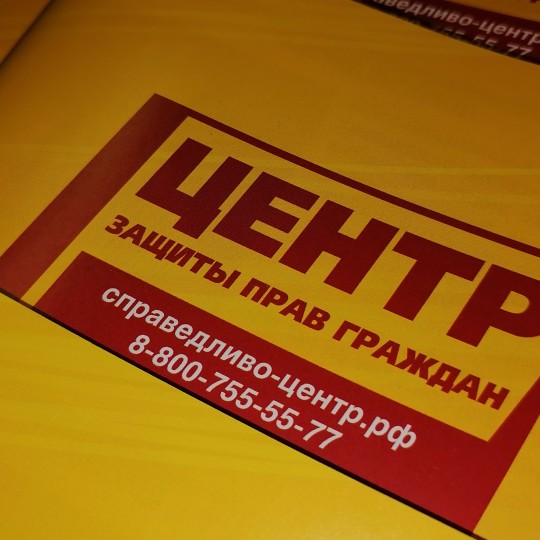 ЦЕНТР
ЗАЩИТЫ ПРАВ ГРАЖДАН
справедливо-центр.рф
8-800-755-55-77